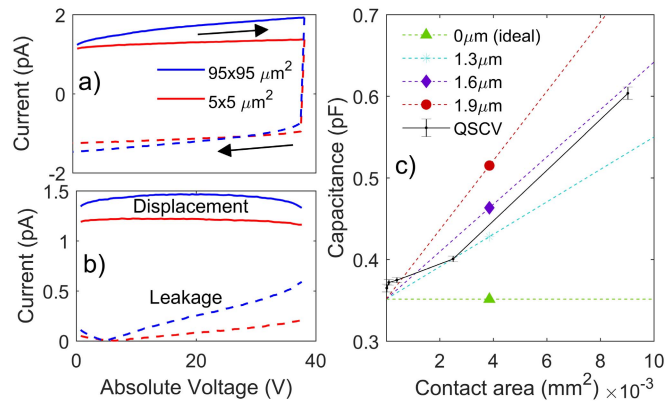 a)
Current (pA)
2
1
0
-1
-2
95x95 μm²
5x5 μm²
b)
Current (pA)
1.5
1
0.5
0
Displacement
Leakage
0
20
40
Absolute Voltage (V)
c)
Capacitance (pF)
0.7
0.6
0.5
0.4
0.3
0μm (ideal)
1.3μm
1.6μm
1.9μm
QSCV
0
2
4
6
8
10
Contact area (mm²) ×10⁻³